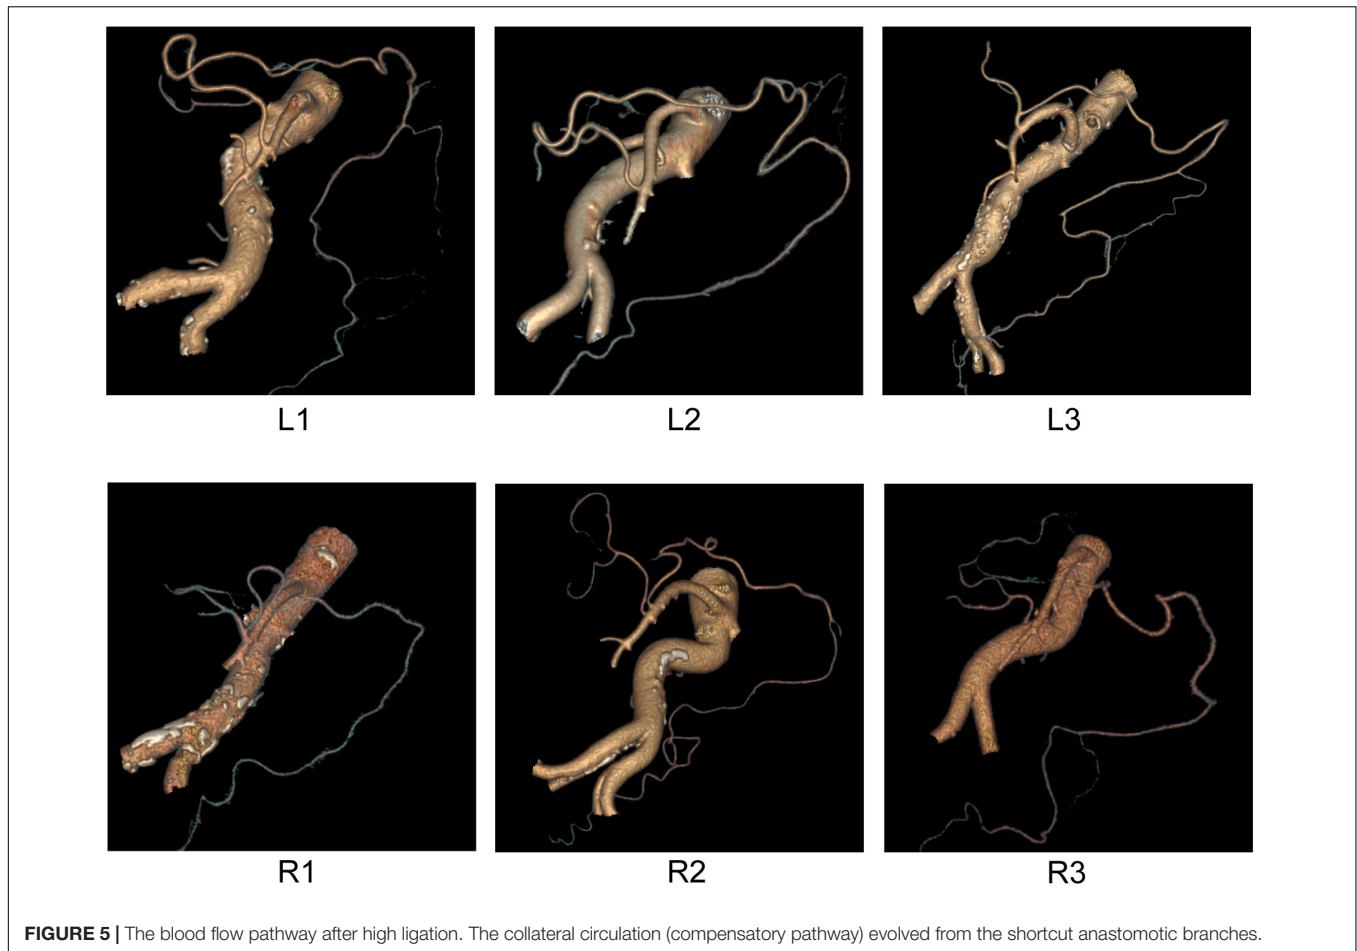 L1
L2
L3
R1
R2
R3
FIGURE 5 | The blood flow pathway after high ligation. The collateral circulation (compensatory pathway) evolved from the shortcut anastomotic branches.